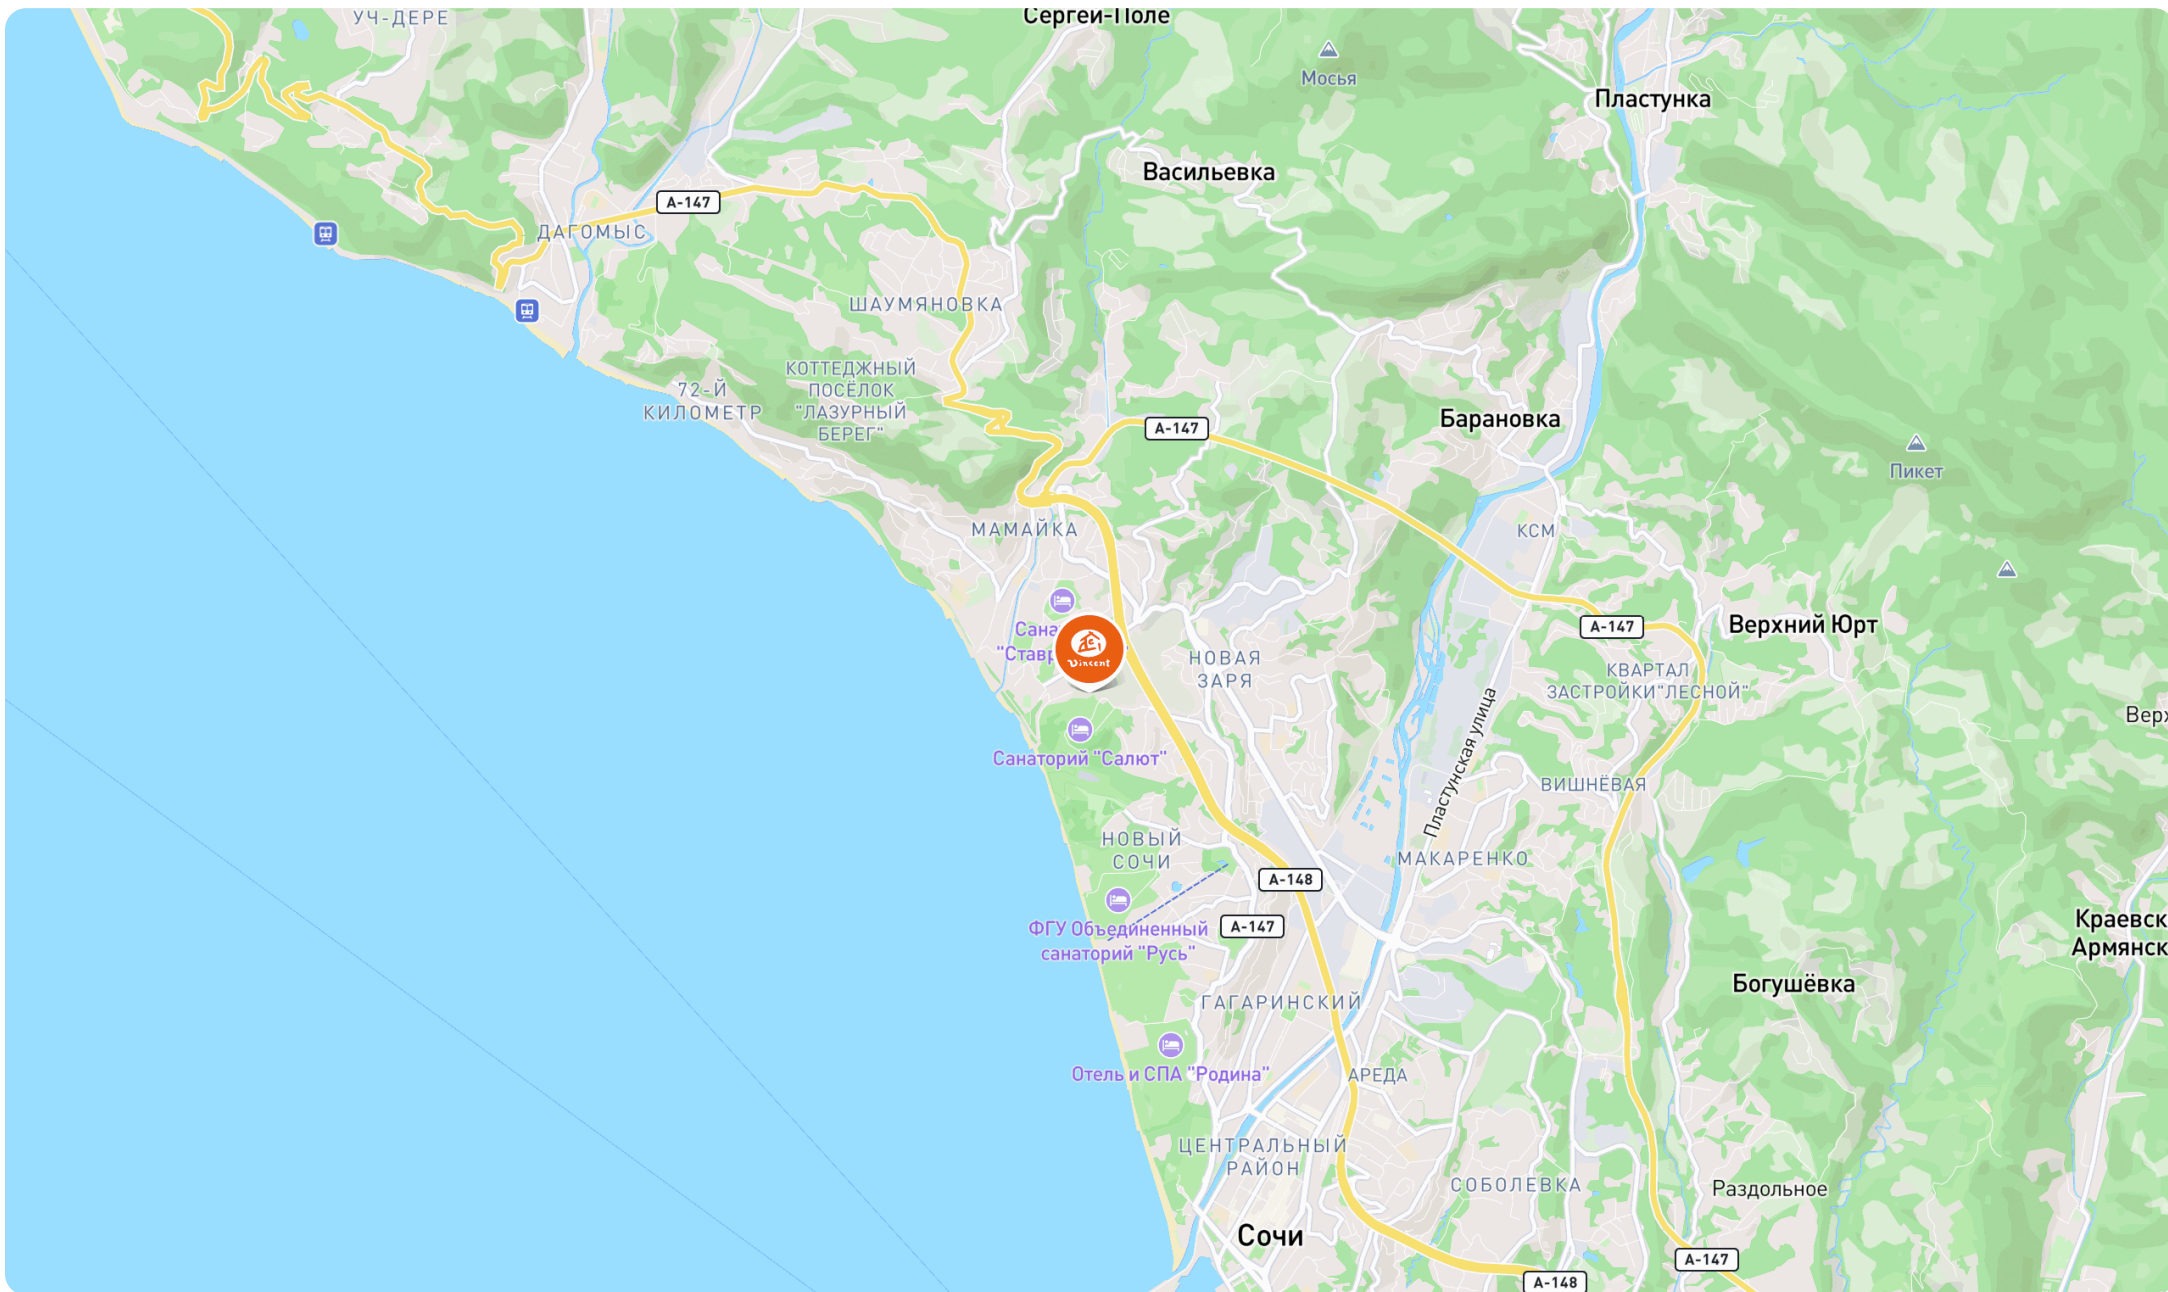 УЧ-ДЕРЕ
Сергей-Поле
Мосья
Пластунка
Васильевка
А-147
ДАГОМЫС
ШАУМЯНОВКА
КОТТЕДЖНЫЙ
ПОСЁЛОК
"ЛАЗУРНЫЙ
БЕРЕГ"
72-Й
КИЛОМЕТР
Барановка
А-147
Пикет
МАМАЙКА
КСМ
Сана
"Ставр
Vincent
А-147
Верхний Юрт
НОВАЯ
ЗАРЯ
КВАРТАЛ
ЗАСТРОЙКИ"ЛЕСНОЙ"
Верх
Пластунская улица
Санаторий "Салют"
ВИШНЁВАЯ
НОВЫЙ
СОЧИ
МАКАРЕНКО
А-148
А-147
ФГУ Объединенный
санаторий "Русь"
Краевск
Армянск
Богушёвка
ГАГАРИНСКИЙ
Отель и СПА "Родина"
АРЕДА
ЦЕНТРАЛЬНЫЙ
РАЙОН
СОБОЛЕВКА
Раздольное
Сочи
А-147
А-148